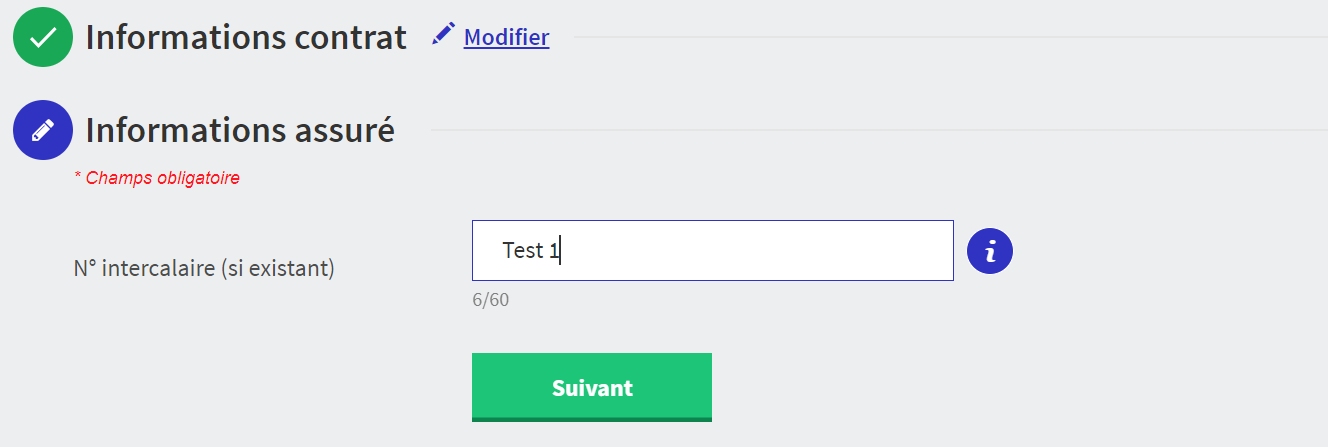 Informations contrat Modifier
Informations assuré
* Champs obligatoire
Test 1
N° intercalaire (si existant)
6/60
Suivant